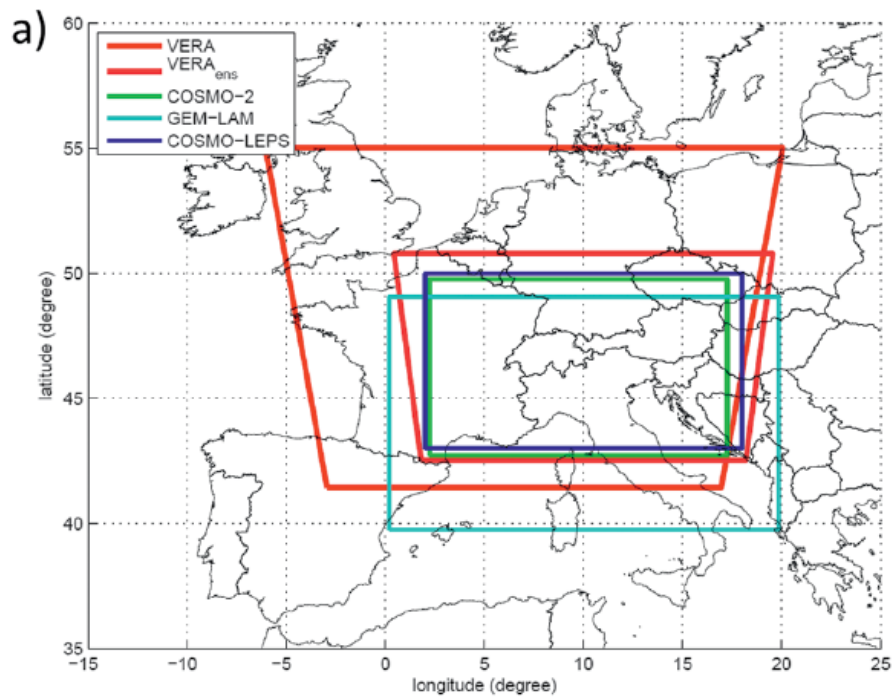 a)
VERA
VERA_ens
COSMO-2
GEM-LAM
COSMO-LEPS
60
55
50
45
40
35
latitude (degree)
−15 −10 −5 0 5 10 15 20 25
longitude (degree)